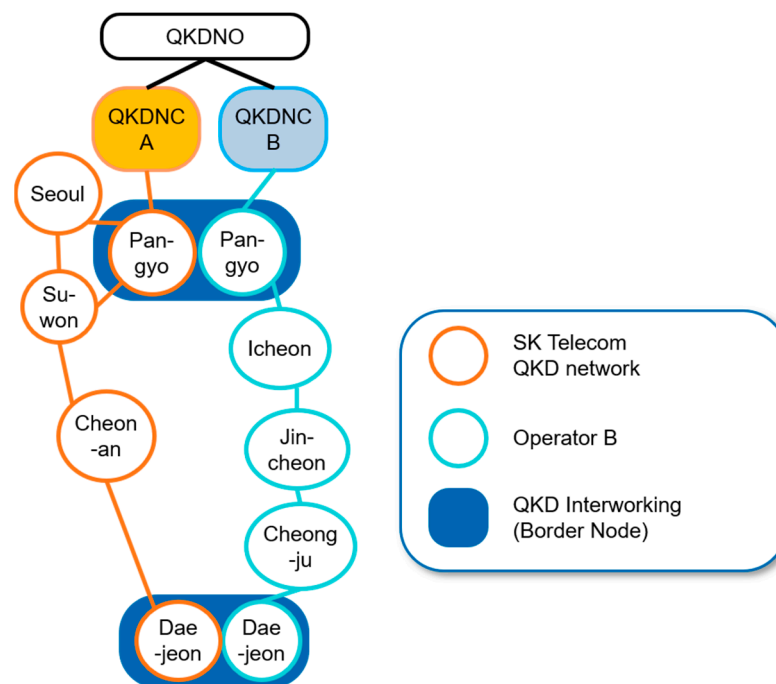 QKDNO
QKDNC
A
QKDNC
B
Seoul
Pan-
gyo
Pan-
gyo
Su-
won
Icheon
Cheon
-an
Jin-
cheon
Cheong
-ju
Dae
-jeon
Dae
-jeon
SK Telecom
QKD network
Operator B
QKD Interworking
(Border Node)